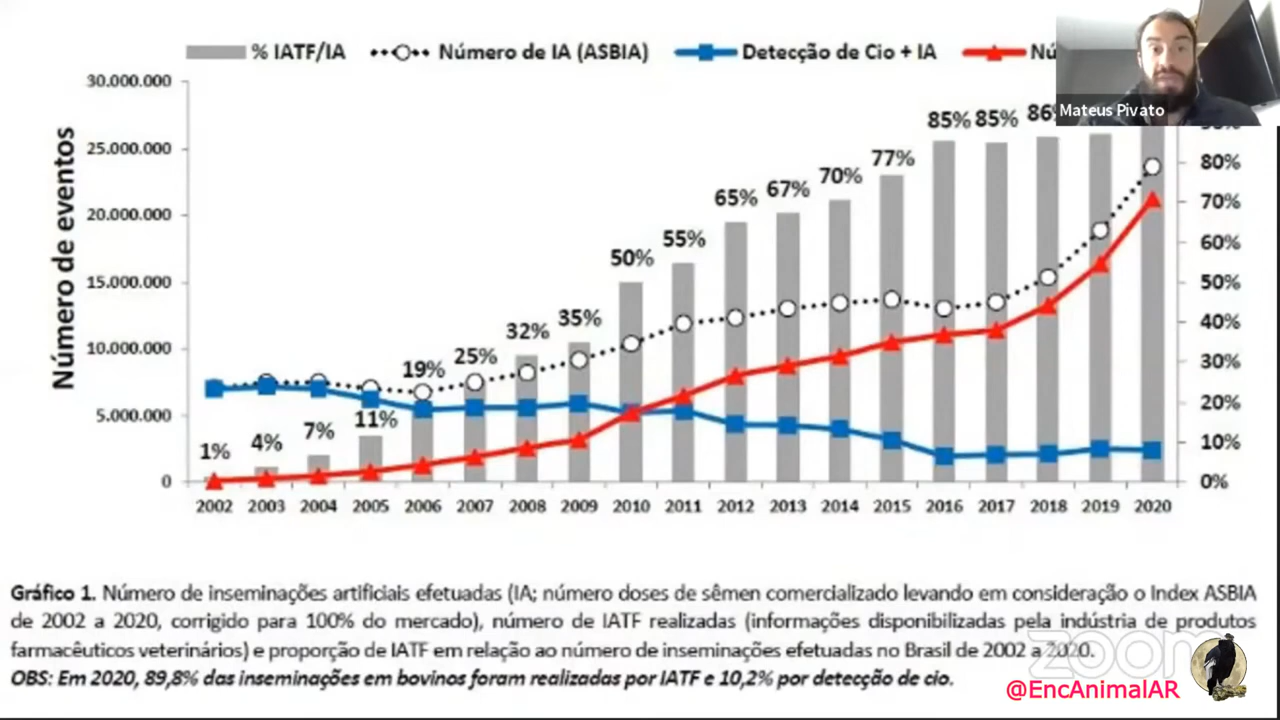 % IATF/IA
Número de IA (ASBIA)
Detecção de Cio + IA
Mateus Pivato
30.000.000
25.000.000
20.000.000
15.000.000
10.000.000
5.000.000
0
Número de eventos
1%
4%
7%
11%
19%
25%
32%
35%
50%
55%
65%
67%
70%
77%
85%
85%
80%
70%
60%
50%
40%
30%
20%
10%
0%
2002 2003 2004 2005 2006 2007 2008 2009 2010 2011 2012 2013 2014 2015 2016 2017 2018 2019 2020
Gráfico 1. Número de inseminações artificiais efetuadas (IA; número doses de sêmen comercializado levando em consideração o Index ASBIA
de 2002 a 2020, corrigido para 100% do mercado), número de IATF realizadas (informações disponibilizadas pela indústria de produtos
farmacêuticos veterinários) e proporção de IATF em relação ao número de inseminações efetuadas no Brasil de 2002 a 2020.
OBS: Em 2020, 89,8% das inseminações em bovinos foram realizadas por IATF e 10,2% por detecção de cio.
zoom
@EncAnimalAR